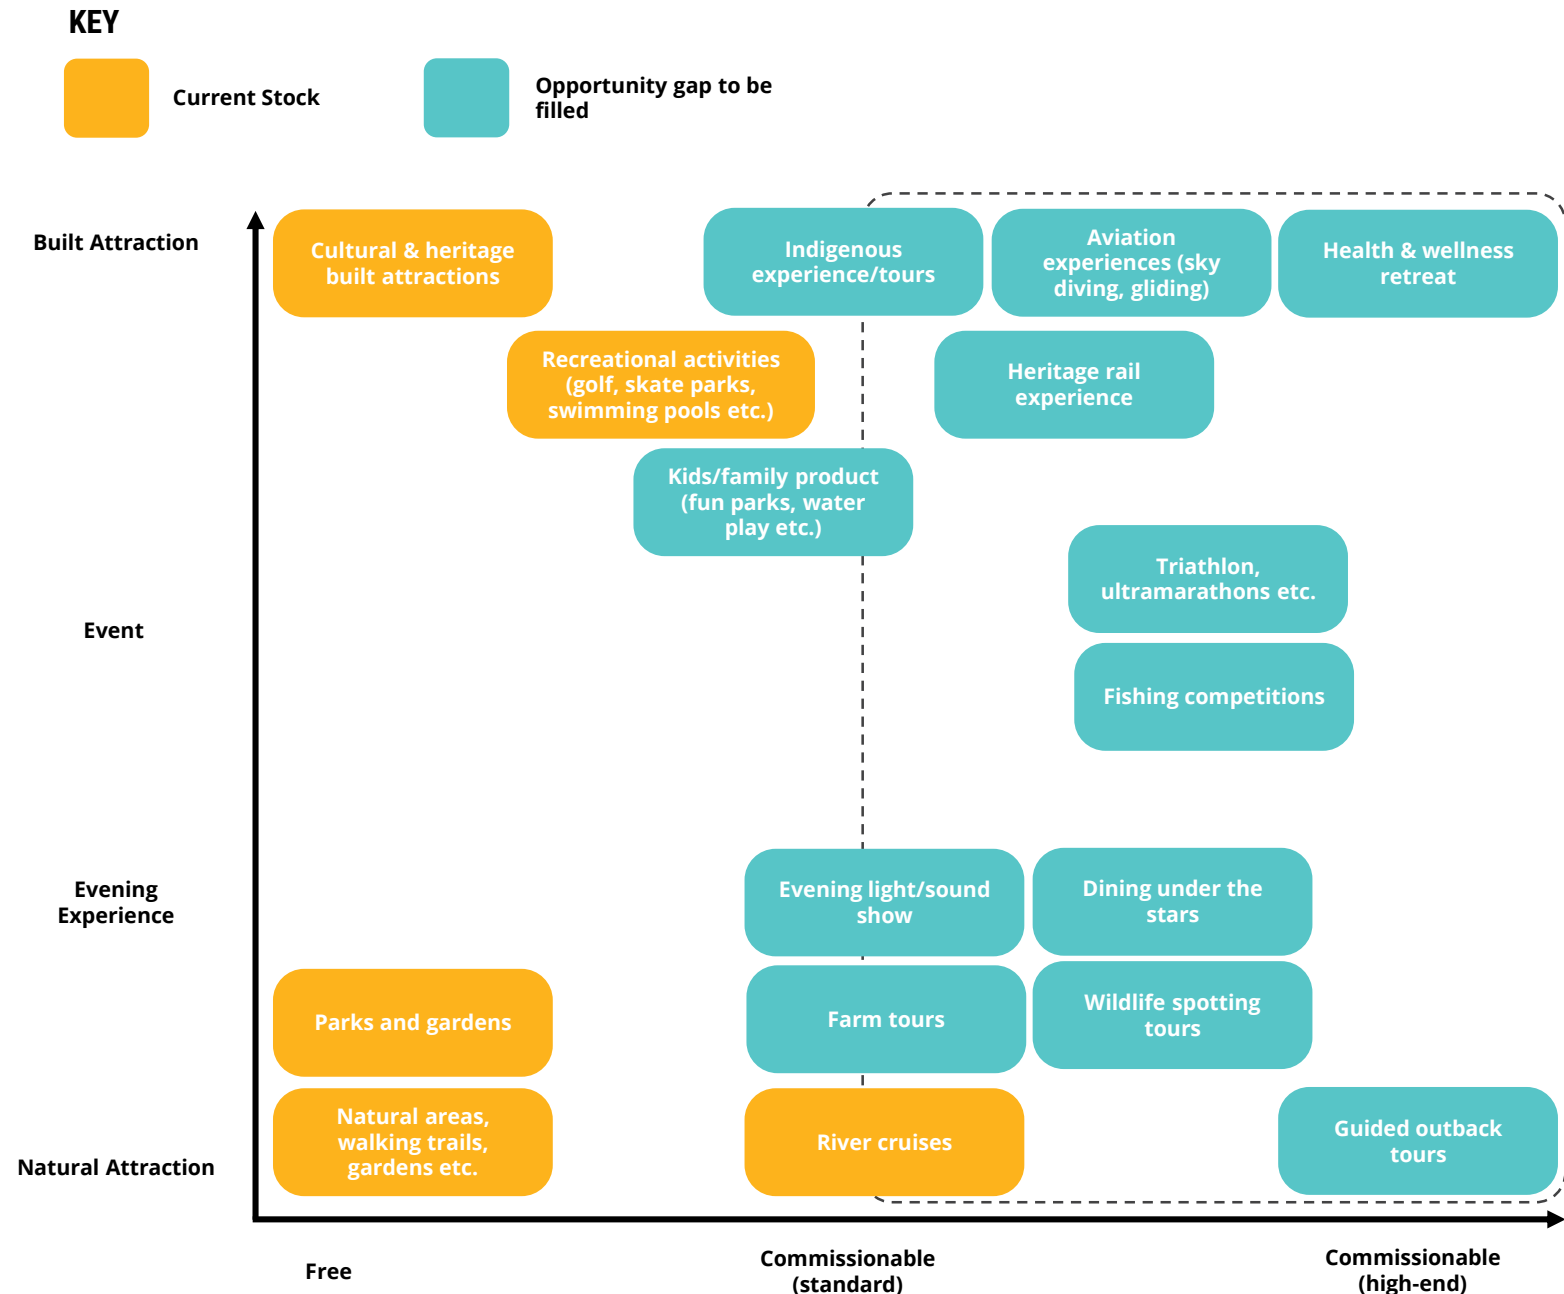 KEY
Current Stock
Opportunity gap to be
filled
Built Attraction
Cultural & heritage
built attractions
Indigenous
experience/tours
Aviation
experiences (sky
diving, gliding)
Health & wellness
retreat
Recreational activities
(golf, skate parks,
swimming pools etc.)
Heritage rail
experience
Kids/family product
(fun parks, water
play etc.)
Triathlon,
ultramarathons etc.
Event
Fishing competitions
Evening
Experience
Evening light/sound
show
Dining under the
stars
Parks and gardens
Farm tours
Wildlife spotting
tours
Natural Attraction
Natural areas,
walking trails,
gardens etc.
River cruises
Guided outback
tours
Free
Commissionable
(standard)
Commissionable
(high-end)